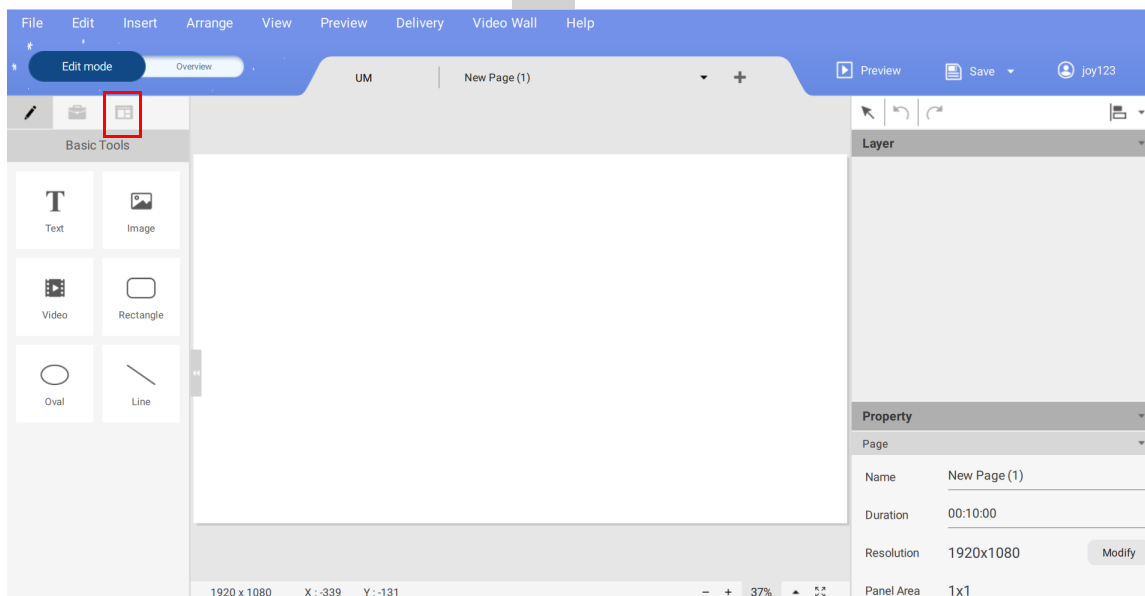 File Edit Insert Arrange View Preview Delivery Video Wall Help
Edit mode Overview UM New Page (1) Preview Save joy123
Basic Tools
Layer
Text Image
Video Rectangle
Oval Line
Property
Page
Name New Page (1)
Duration 00:10:00
Resolution 1920x1080 Modify
Panel Area 1x1
1920 x 1080 X : -339 Y : -131 - + 37%